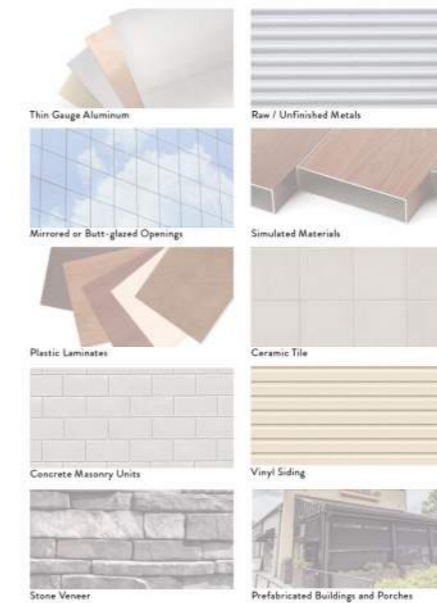 Thin Gauge Aluminum
Raw / Unfinished Metals
Mirrored or Butt-glazed Openings
Simulated Materials
Plastic Laminates
Ceramic Tile
Concrete Masonry Units
Vinyl Siding
Stone Veneer
Prefabricated Buildings and Porches